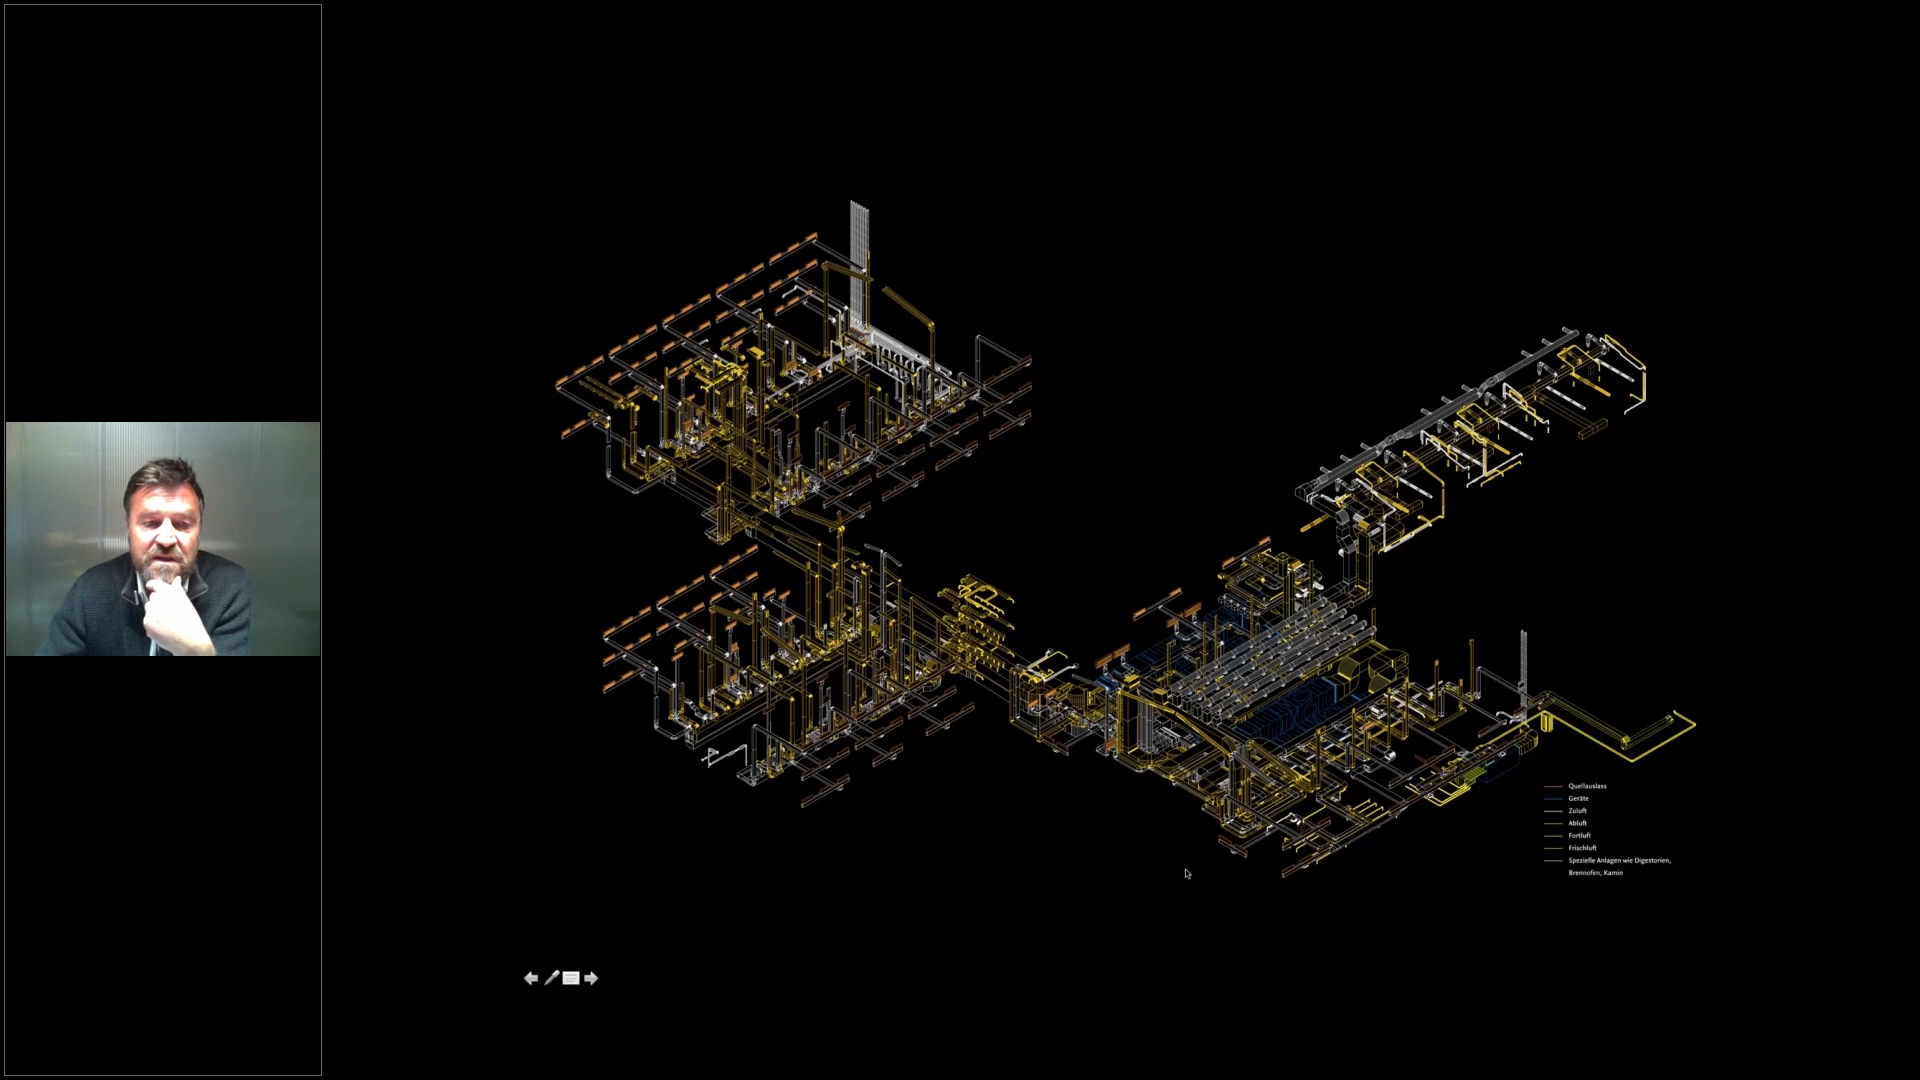 Quellauslass
Geräte
Zuluft
Abluft
Fortluft
Frischluft
Spezielle Anlagen wie Digestorien,
Brennofen, Kamin